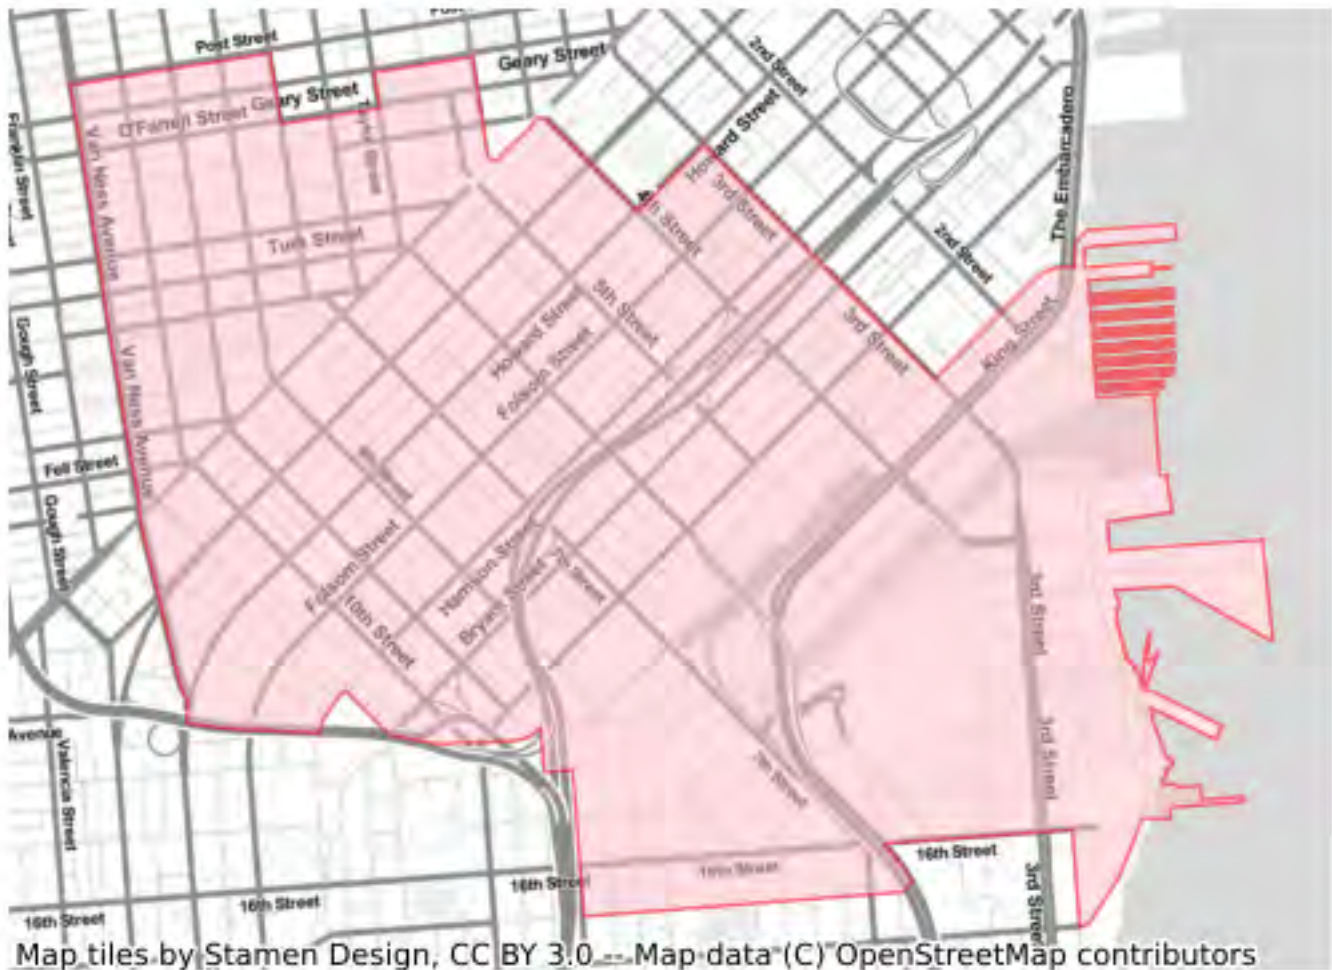 Post Street
Geary Street
2nd Street
O'Farrell Street
Geary Street
Taylor Street
Howard Street
The Embarcadero
Franklin Street
Van Ness Avenue
3rd Street
4th Street
Turk Street
2nd Street
5th Street
Howard Street
Folsom Street
3rd Street
King Street
Gough Street
Van Ness Avenue
Fell Street
Gough Street
Folsom Street
Harrison Street
7th Street
Bryant Street
10th Street
3rd Street
Avenue
Valencia Street
3rd Street
7th Street
16th Street
16th Street
16th Street
3rd Street
16th Street
16th Street
Map tiles by Stamen Design, CC BY 3.0 -- Map data (C) OpenStreetMap contributors